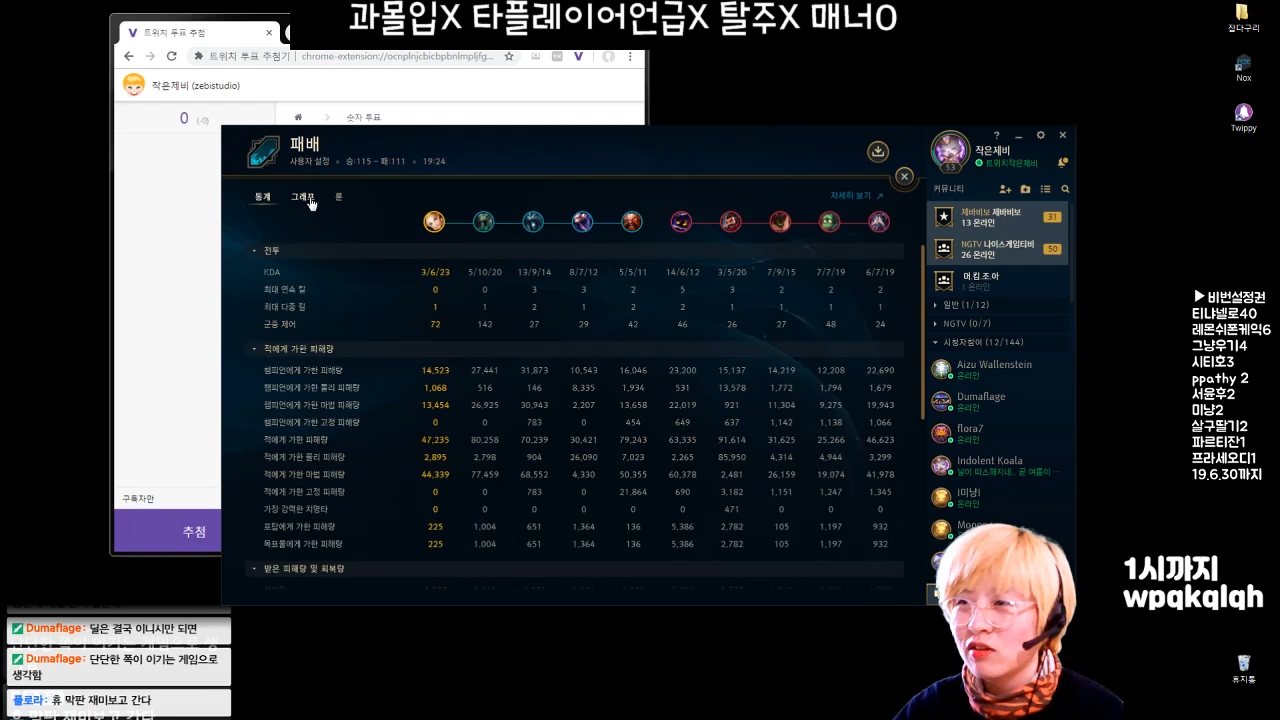 과몰입X 타플레이어언급X 탈주X 매너O
트위치 투표 추첨
트위치 투표 추첨기 | chrome-extension://ocnplnjcbicbpbnlmpljfg...
작은제비 (zebistudio)
0 (-0)
숫자 투표
구독자만
추첨
패배
사용자 설정 승:115 – 패:111 19:24
통계 그래프 룬
자세히 보기
전투
KDA 3/6/23 5/10/20 13/9/14 8/7/12 5/5/11 14/6/12 3/5/20 7/9/15 7/7/19 6/7/19
최대 연속 킬 0 0 3 3 2 5 3 2 2 2
최대 다중 킬 1 1 2 1 2 2 1 1 1 1
군중 제어 72 142 27 29 42 46 26 27 48 24
적에게 가한 피해량
챔피언에게 가한 피해량 14,523 27,441 31,873 10,543 16,046 23,200 15,137 14,219 12,208 22,690
챔피언에게 가한 물리 피해량 1,068 516 146 8,335 1,934 531 13,578 1,772 1,794 1,679
챔피언에게 가한 마법 피해량 13,454 26,925 30,943 2,207 13,658 22,019 921 11,304 9,275 19,943
챔피언에게 가한 고정 피해량 0 0 783 0 454 649 637 1,142 1,138 1,066
적에게 가한 피해량 47,235 80,258 70,239 30,421 79,243 63,335 91,614 31,625 25,266 46,623
적에게 가한 물리 피해량 2,895 2,798 904 26,090 7,023 2,265 85,950 4,314 4,944 3,299
적에게 가한 마법 피해량 44,339 77,459 68,552 4,330 50,355 60,378 2,481 26,159 19,074 41,978
적에게 가한 고정 피해량 0 0 783 0 21,864 690 3,182 1,151 1,247 1,345
가장 강력한 치명타 0 0 0 0 0 0 471 0 0 0
포탑에게 가한 피해량 225 1,004 651 1,364 136 5,386 2,782 105 1,197 932
목표물에게 가한 피해량 225 1,004 651 1,364 136 5,386 2,782 105 1,197 932
받은 피해량 및 회복량
53
작은제비
트위치작은제비
커뮤니티
제바비보 제바비보 31
13 온라인
NGTV 나이스게임티비 50
26 온라인
머.킴.조.아
1 온라인
일반 (1/12)
NGTV (0/7)
시청자참여 (12/144)
Aizu Wallenstein
온라인
Dumaflage
온라인
flora7
온라인
Indolent Koala
날이 따스해지네.. 곧 여름이…
I미냥I
온라인
잡다구리
Nox
Twippy
휴지통
▶비번설정권
티냐넬로40
레몬쉬폰케익6
그냥우기4
시티호3
ppathy 2
서윤후2
미냥2
살구딸기2
파르티잔1
프라세오디1
19.6.30까지
1시까지
wpqkqlqh
Dumaflage: 딜은 결국 이니시만 되면
Dumaflage: 단단한 쪽이 이기는 게임으로
생각함
플로라: 휴 막판 재미보고 간다